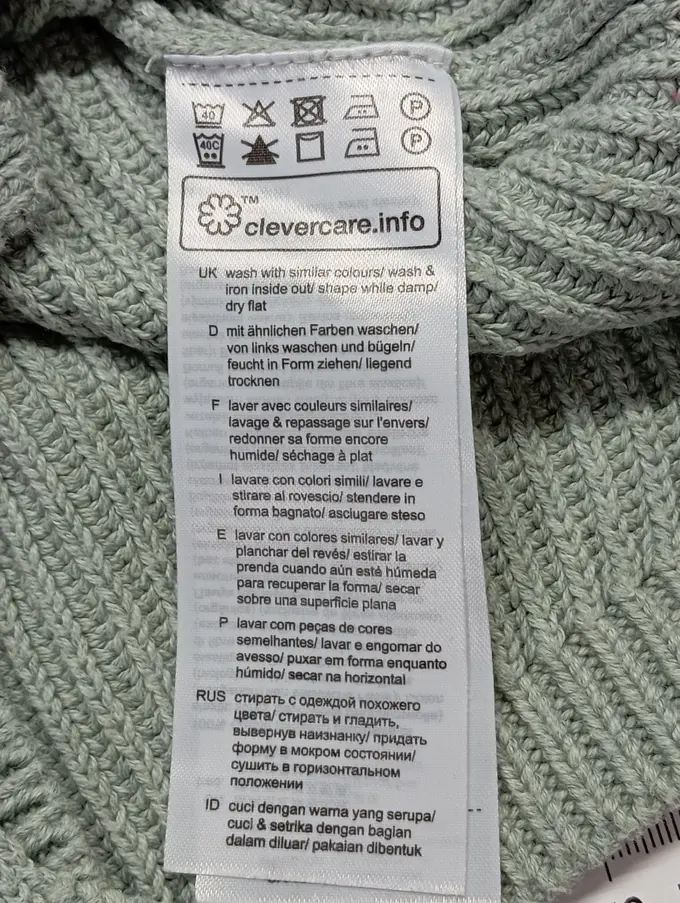 40
P
40C
P
TM
clevercare.info
UK wash with similar colours/ wash &
iron inside out/ shape while damp/
dry flat
D mit ähnlichen Farben waschen/
von links waschen und bügeln/
feucht in Form ziehen/ liegend
trocknen
F laver avec couleurs similaires/
lavage & repassage sur l'envers/
redonner sa forme encore
humide/ séchage à plat
I lavare con colori simili/ lavare e
stirare al rovescio/ stendere in
forma bagnato/ asciugare steso
E lavar con colores similares/ lavar y
planchar del revés/ estirar la
prenda cuando aún esté húmeda
para recuperar la forma/ secar
sobre una superficie plana
P lavar com peças de cores
semelhantes/ lavar e engomar do
avesso/ puxar em forma enquanto
húmido/ secar na horizontal
RUS стирать с одеждой похожего
цвета/ стирать и гладить,
вывернув наизнанку/ придать
форму в мокром состоянии/
сушить в горизонтальном
положении
ID cuci dengan warna yang serupa/
cuci & setrika dengan bagian
dalam diluar/ pakaian dibentuk